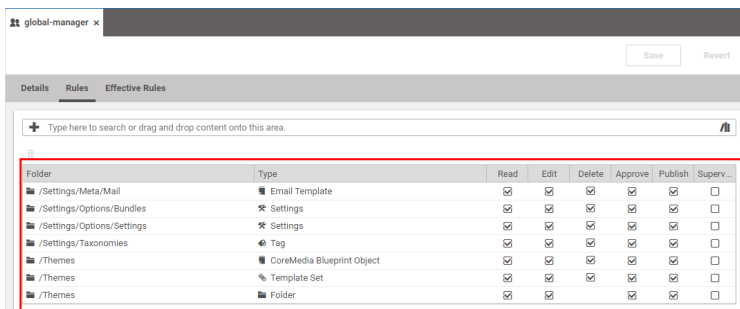 global-manager ×
Save Revert
Details Rules Effective Rules
Type here to search or drag and drop content onto this area.
Folder Type Read Edit Delete Approve Publish Superv...
/Settings/Meta/Mail Email Template
/Settings/Options/Bundles Settings
/Settings/Options/Settings Settings
/Settings/Taxonomies Tag
/Themes CoreMedia Blueprint Object
/Themes Template Set
/Themes Folder